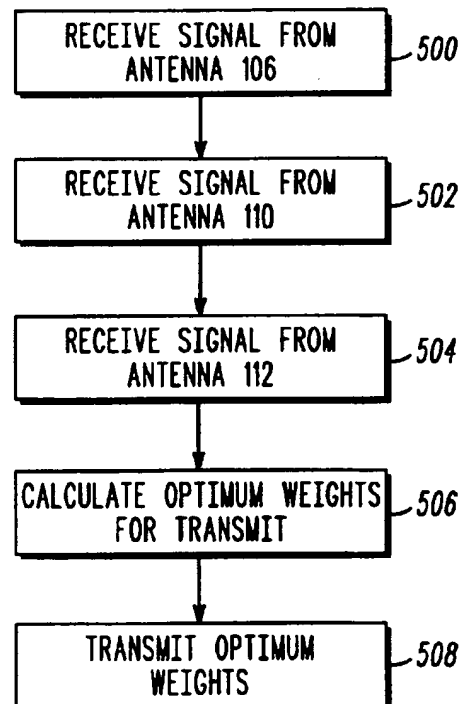 RECEIVE SIGNAL FROM
ANTENNA 106
500
RECEIVE SIGNAL FROM
ANTENNA 110
502
RECEIVE SIGNAL FROM
ANTENNA 112
504
CALCULATE OPTIMUM WEIGHTS
FOR TRANSMIT
506
TRANSMIT OPTIMUM
WEIGHTS
508